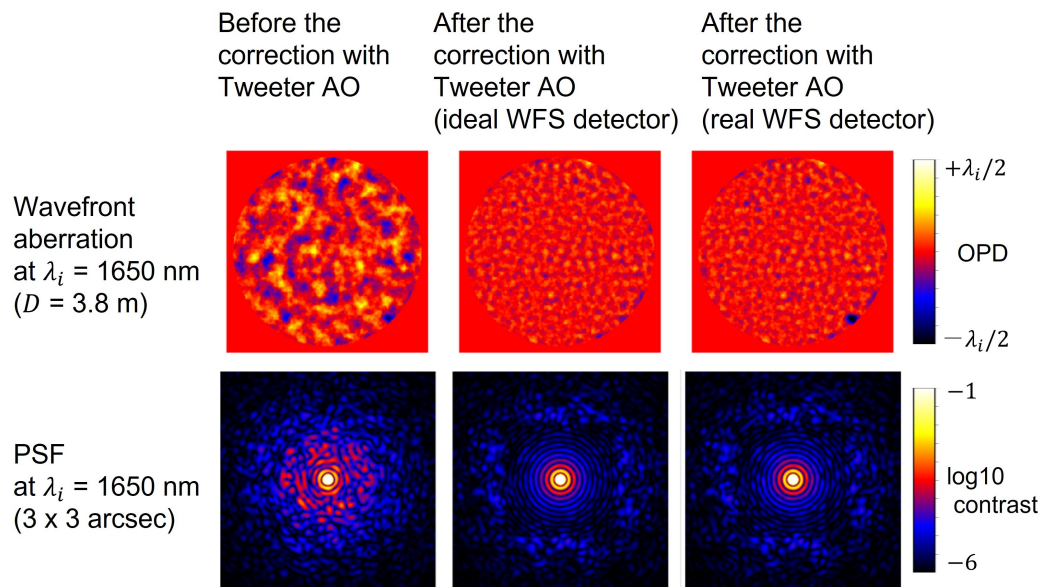 Before the
correction with
Tweeter AO
After the
correction with
Tweeter AO
(ideal WFS detector)
After the
correction with
Tweeter AO
(real WFS detector)
Wavefront
aberration
at λᵢ = 1650 nm
(D = 3.8 m)
+λᵢ/2
OPD
−λᵢ/2
PSF
at λᵢ = 1650 nm
(3 x 3 arcsec)
−1
log10
contrast
−6